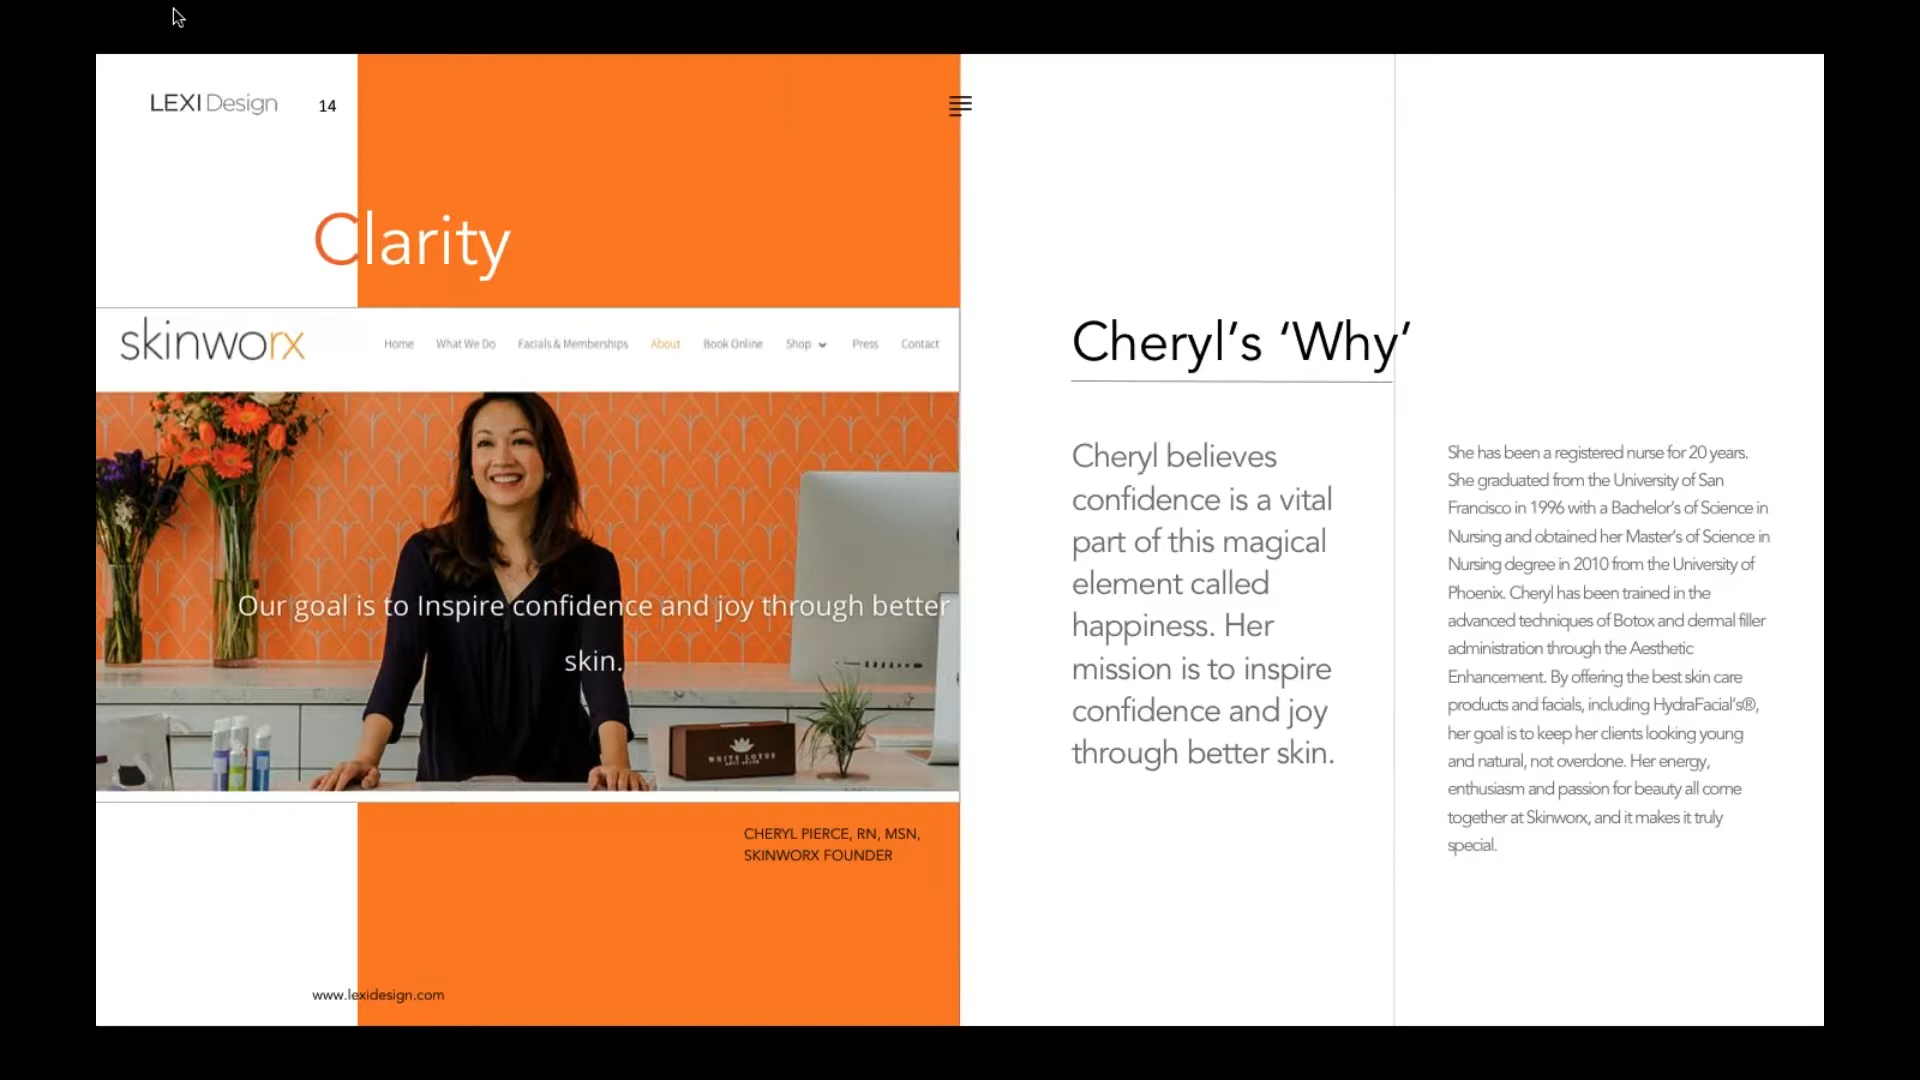 LEXI Design
14
Clarity
skinworx
Home What We Do Facials & Memberships About Book Online Shop Press Contact
Our goal is to Inspire confidence and joy through better
skin.
WHITE LOTUS
CHERYL PIERCE, RN, MSN,
SKINWORX FOUNDER
www.lexidesign.com
Cheryl’s ‘Why’
Cheryl believes
confidence is a vital
part of this magical
element called
happiness. Her
mission is to inspire
confidence and joy
through better skin.
She has been a registered nurse for 20 years.
She graduated from the University of San
Francisco in 1996 with a Bachelor’s of Science in
Nursing and obtained her Master’s of Science in
Nursing degree in 2010 from the University of
Phoenix. Cheryl has been trained in the
advanced techniques of Botox and dermal filler
administration through the Aesthetic
Enhancement. By offering the best skin care
products and facials, including HydraFacial’s®,
her goal is to keep her clients looking young
and natural, not overdone. Her energy,
enthusiasm and passion for beauty all come
together at Skinworx, and it makes it truly
special.